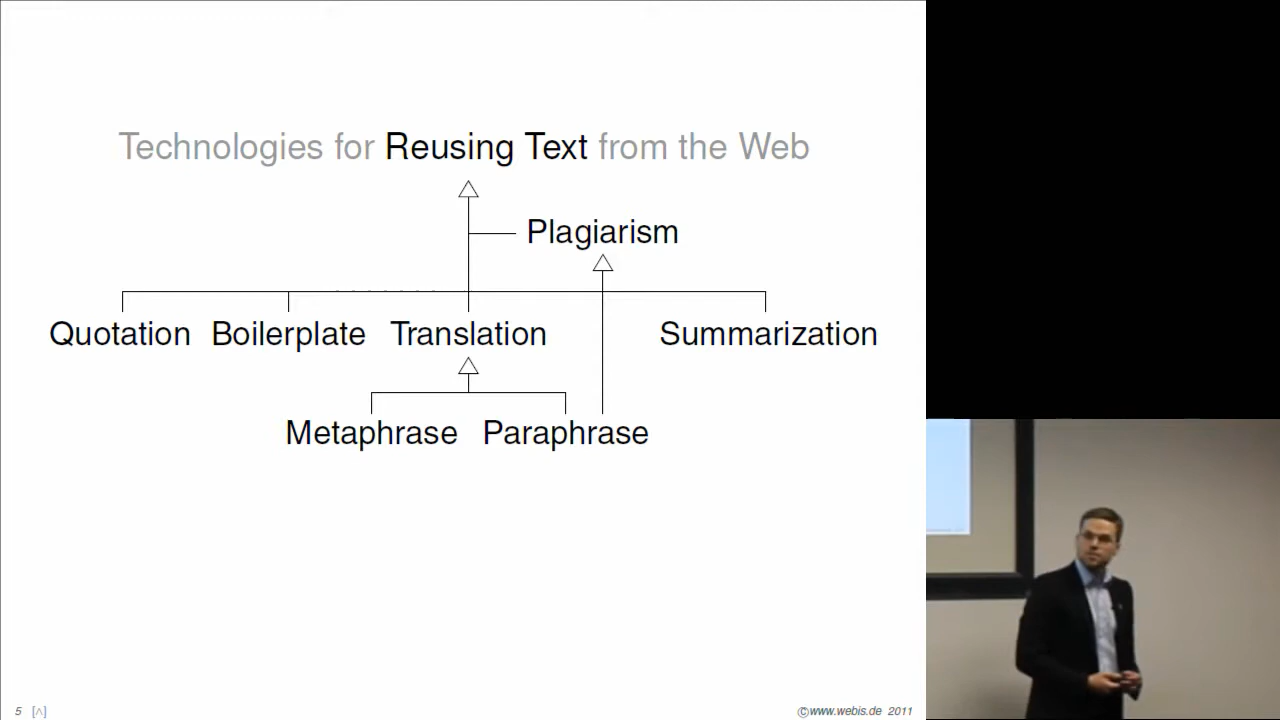 Technologies for Reusing Text from the Web
Plagiarism
Quotation Boilerplate Translation Summarization
Metaphrase Paraphrase
5 [∧] ©www.webis.de 2011